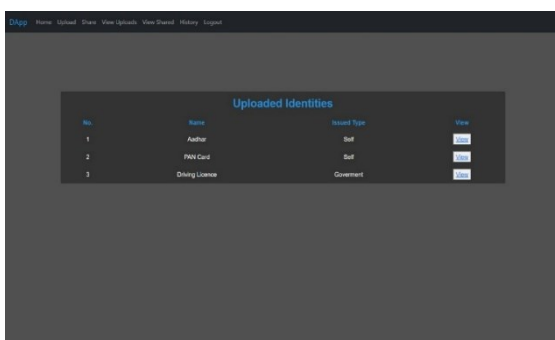 DApp Home Upload Share View Uploads View Shared History Logout
Uploaded Identities
No. Name Issued Type View
1 Aadhar Self View
2 PAN Card Self View
3 Driving Licence Goverment View